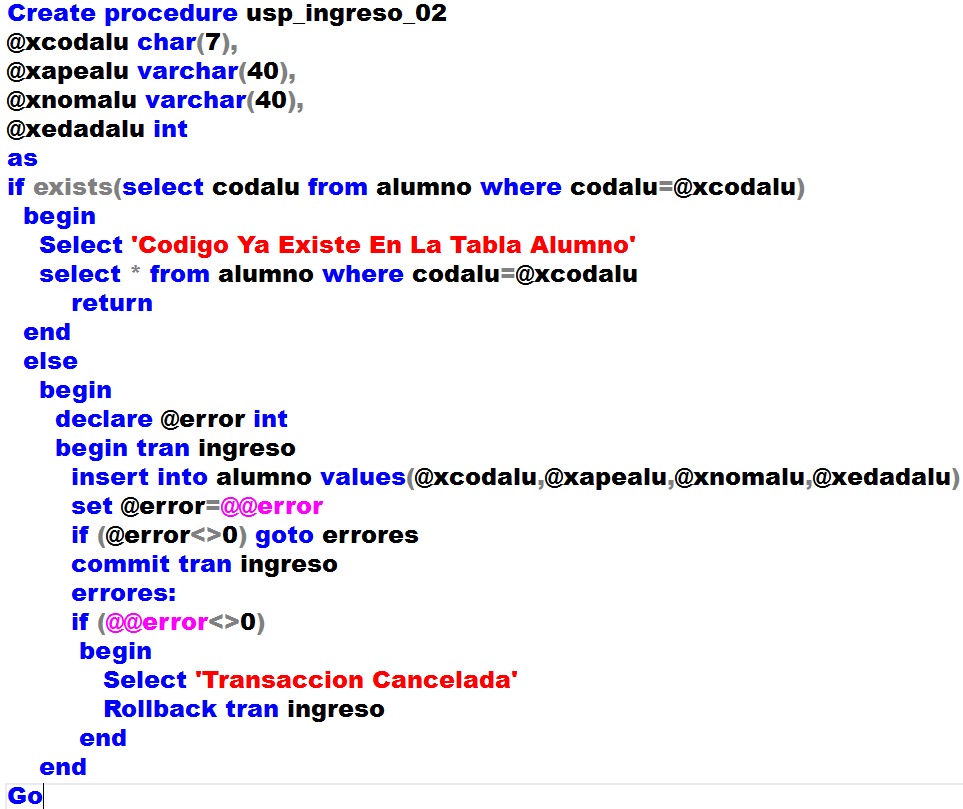 Create procedure usp_ingreso_02
@xcodalu char(7),
@xapealu varchar(40),
@xnomalu varchar(40),
@xedadalu int
as
if exists(select codalu from alumno where codalu=@xcodalu)
begin
Select 'Codigo Ya Existe En La Tabla Alumno'
select * from alumno where codalu=@xcodalu
return
end
else
begin
declare @error int
begin tran ingreso
insert into alumno values(@xcodalu,@xapealu,@xnomalu,@xedadalu)
set @error=@@error
if (@error<>0) goto errores
commit tran ingreso
errores:
if (@@error<>0)
begin
Select 'Transaccion Cancelada'
Rollback tran ingreso
end
end
Go